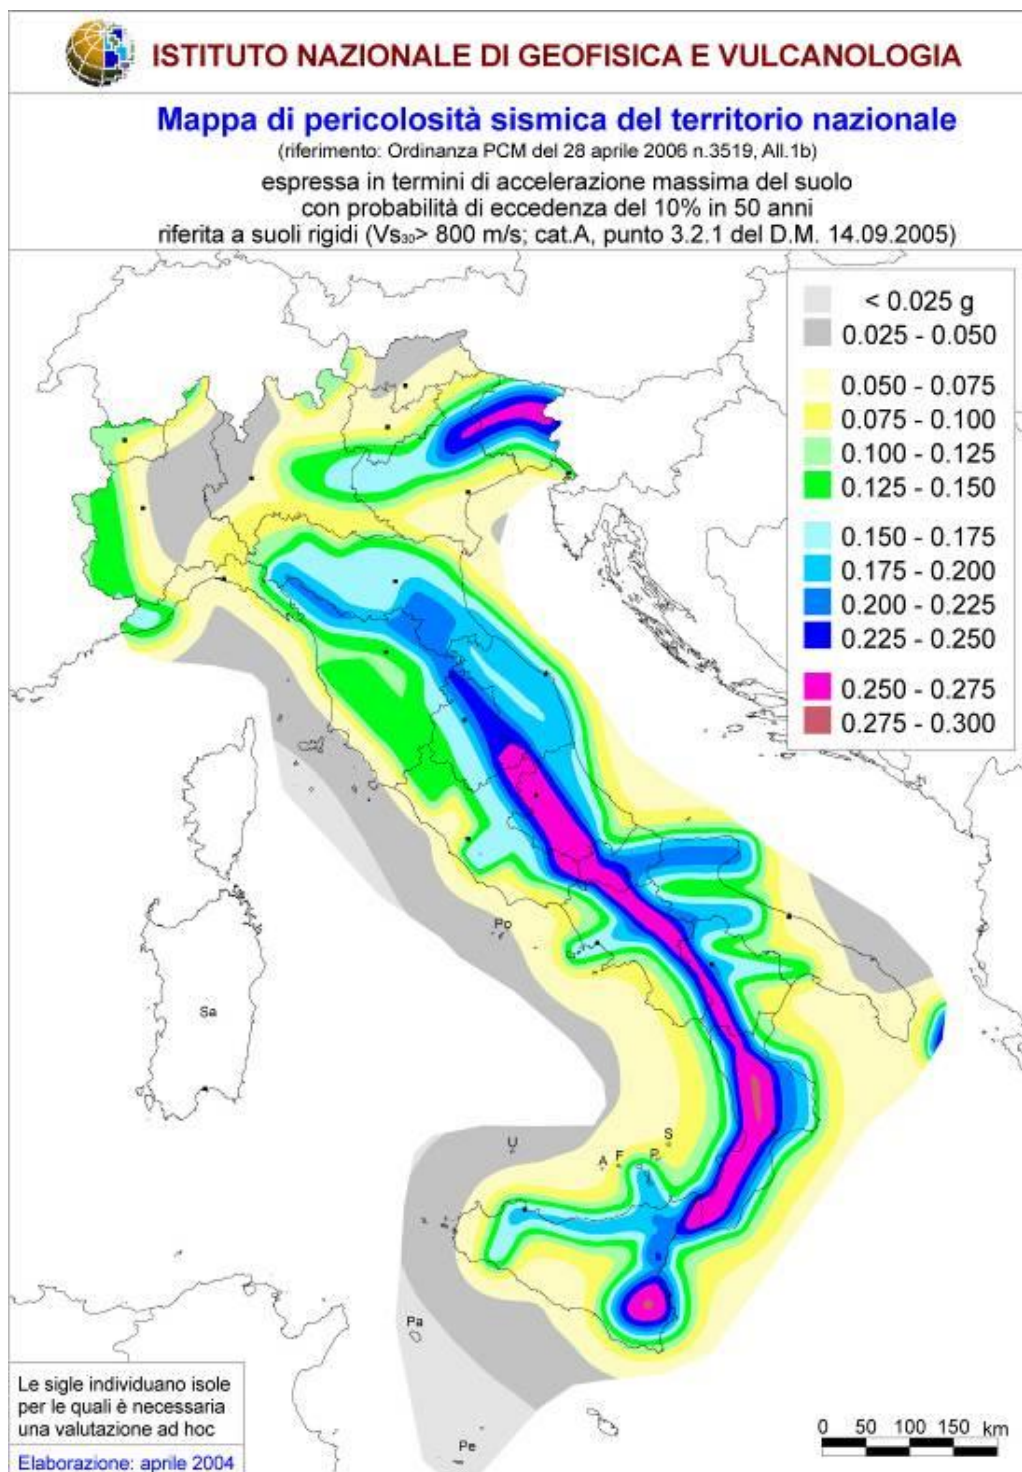 ISTITUTO NAZIONALE DI GEOFISICA E VULCANOLOGIA
Mappa di pericolosità sismica del territorio nazionale
(riferimento: Ordinanza PCM del 28 aprile 2006 n.3519, All.1b)
espressa in termini di accelerazione massima del suolo
con probabilità di eccedenza del 10% in 50 anni
riferita a suoli rigidi (Vs₃₀> 800 m/s; cat.A, punto 3.2.1 del D.M. 14.09.2005)
< 0.025 g
0.025 - 0.050
0.050 - 0.075
0.075 - 0.100
0.100 - 0.125
0.125 - 0.150
0.150 - 0.175
0.175 - 0.200
0.200 - 0.225
0.225 - 0.250
0.250 - 0.275
0.275 - 0.300
Po
Sa
S
U
A F P
Pa
Pe
Le sigle individuano isole
per le quali è necessaria
una valutazione ad hoc
Elaborazione: aprile 2004
0 50 100 150 km